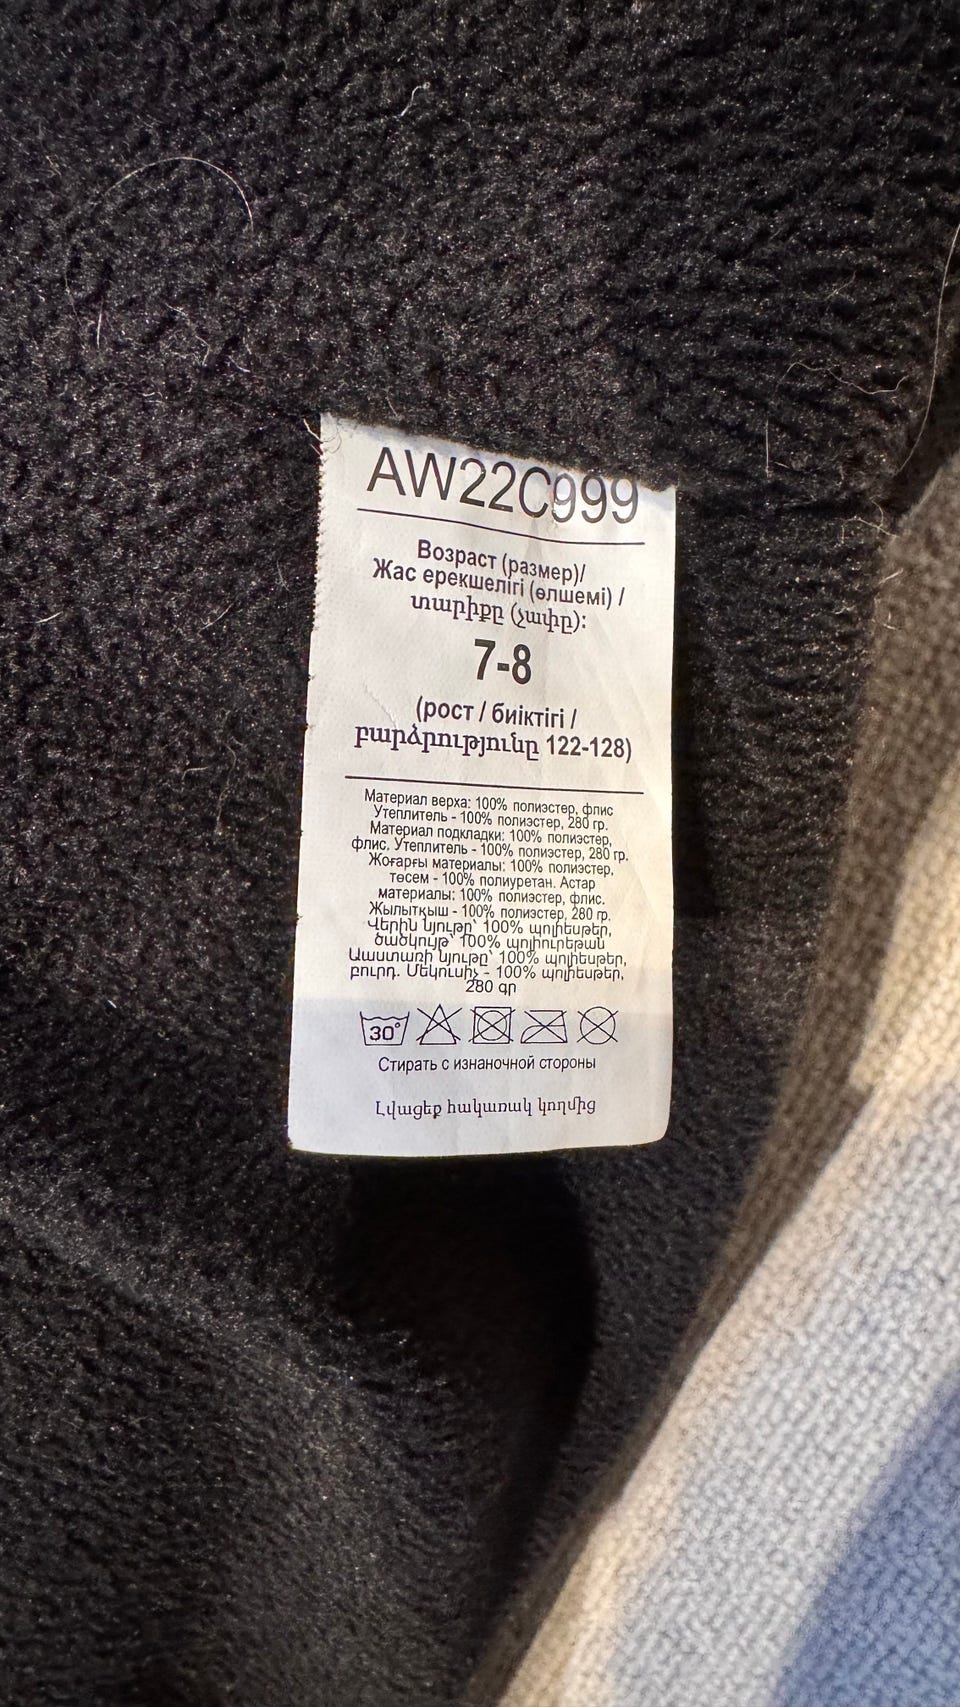 AW22C999
Возраст (размер)/
Жас ерекшелігі (өлшемі) /
տարիքը (չափը):
7-8
(рост / биіктігі /
բարձրությունը 122-128)
Материал верха: 100% полиэстер, флис
Утеплитель - 100% полиэстер, 280 гр.
Материал подкладки: 100% полиэстер,
флис. Утеплитель - 100% полиэстер, 280 гр.
Жоғарғы материалы: 100% полиэстер,
төсем - 100% полиуретан. Астар
материалы: 100% полиэстер, флис.
Жылытқыш - 100% полиэстер, 280 гр.
Վերին նյութը՝ 100% պոլիեսթեր,
ծածկույթ՝ 100% պոլիուրեթան
Աաստառի նյութը՝ 100% պոլիեսթեր,
բուրդ. Մեկուսիչ - 100% պոլիեսթեր,
280 գր
30°
Стирать с изнаночной стороны
Լվացեք հակառակ կողմից